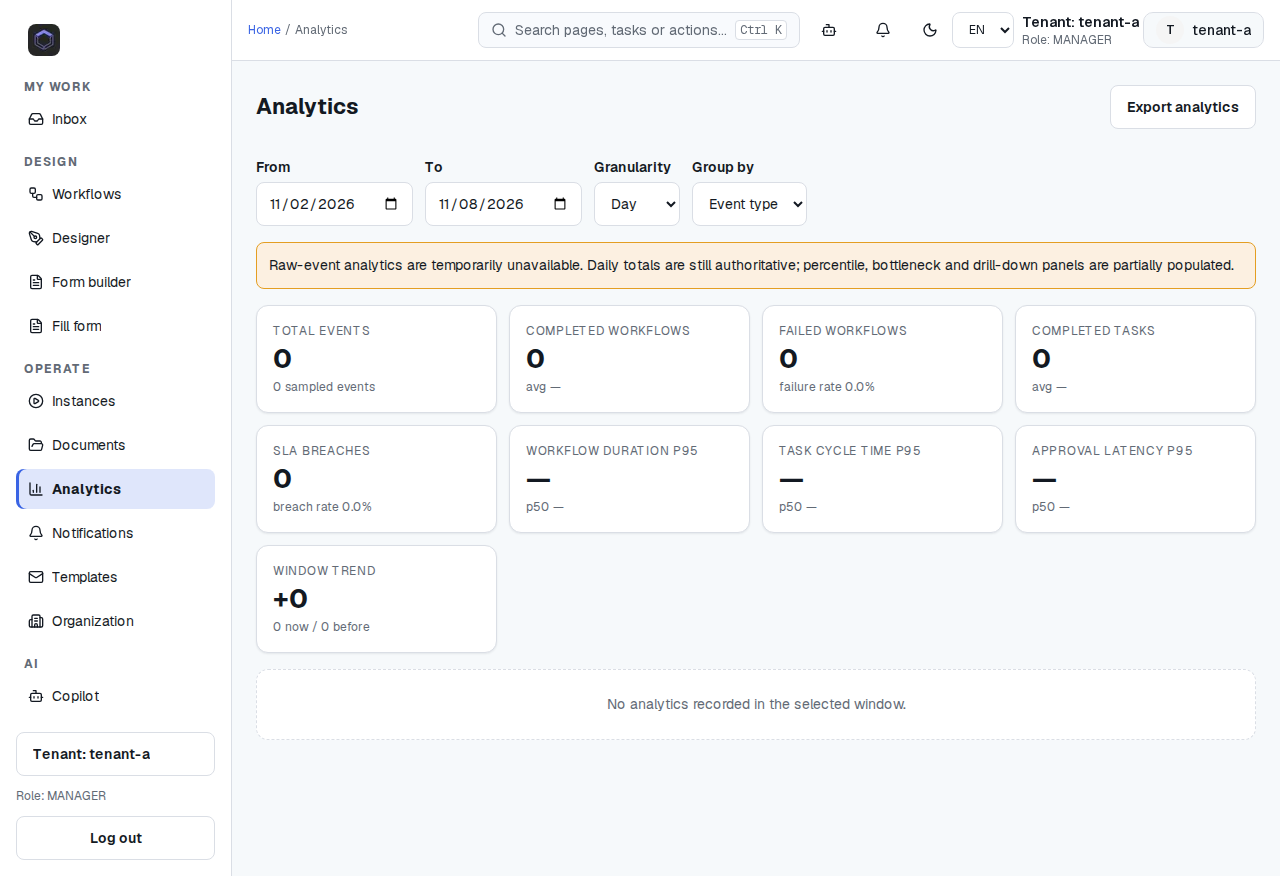 MY WORK
Inbox
DESIGN
Workflows
Designer
Form builder
Fill form
OPERATE
Instances
Documents
Analytics
Notifications
Templates
Organization
AI
Copilot
Tenant: tenant-a
Role: MANAGER
Log out
Home / Analytics
Search pages, tasks or actions... Ctrl K
EN
Tenant: tenant-a
Role: MANAGER
T tenant-a
Analytics
Export analytics
From To Granularity Group by
11/02/2026 11/08/2026 Day Event type
Raw-event analytics are temporarily unavailable. Daily totals are still authoritative; percentile, bottleneck and drill-down panels are partially populated.
TOTAL EVENTS
0
0 sampled events
COMPLETED WORKFLOWS
0
avg —
FAILED WORKFLOWS
0
failure rate 0.0%
COMPLETED TASKS
0
avg —
SLA BREACHES
0
breach rate 0.0%
WORKFLOW DURATION P95
—
p50 —
TASK CYCLE TIME P95
—
p50 —
APPROVAL LATENCY P95
—
p50 —
WINDOW TREND
+0
0 now / 0 before
No analytics recorded in the selected window.